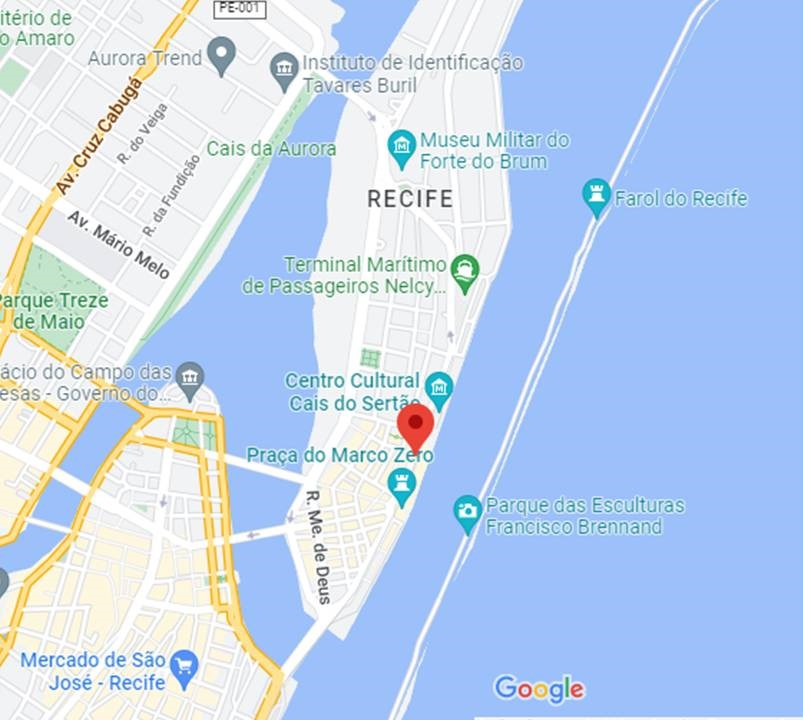 PE-001
itério de
o Amaro
Aurora Trend
Instituto de Identificação
Tavares Buril
Av. Cruz Cabugá
R. do Veiga
R. da Fundição
Cais da Aurora
Museu Militar do
Forte do Brum
RECIFE
Farol do Recife
Av. Mário Melo
Terminal Marítimo
de Passageiros Nelcy...
Parque Treze
de Maio
ácio do Campo das
esas - Governo do...
Centro Cultural
Cais do Sertão
Praça do Marco Zero
R. Me. de Deus
Parque das Esculturas
Francisco Brennand
Mercado de São
José - Recife
Google